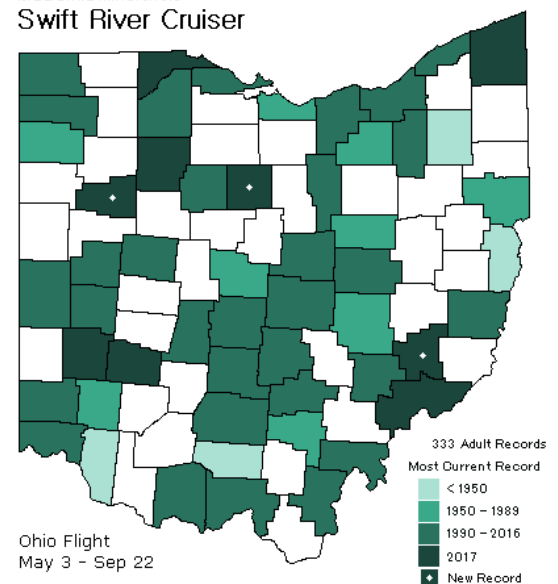 Swift River Cruiser
333 Adult Records
Most Current Record
< 1950
1950 - 1989
1990 - 2016
2017
New Record
Ohio Flight
May 3 - Sep 22